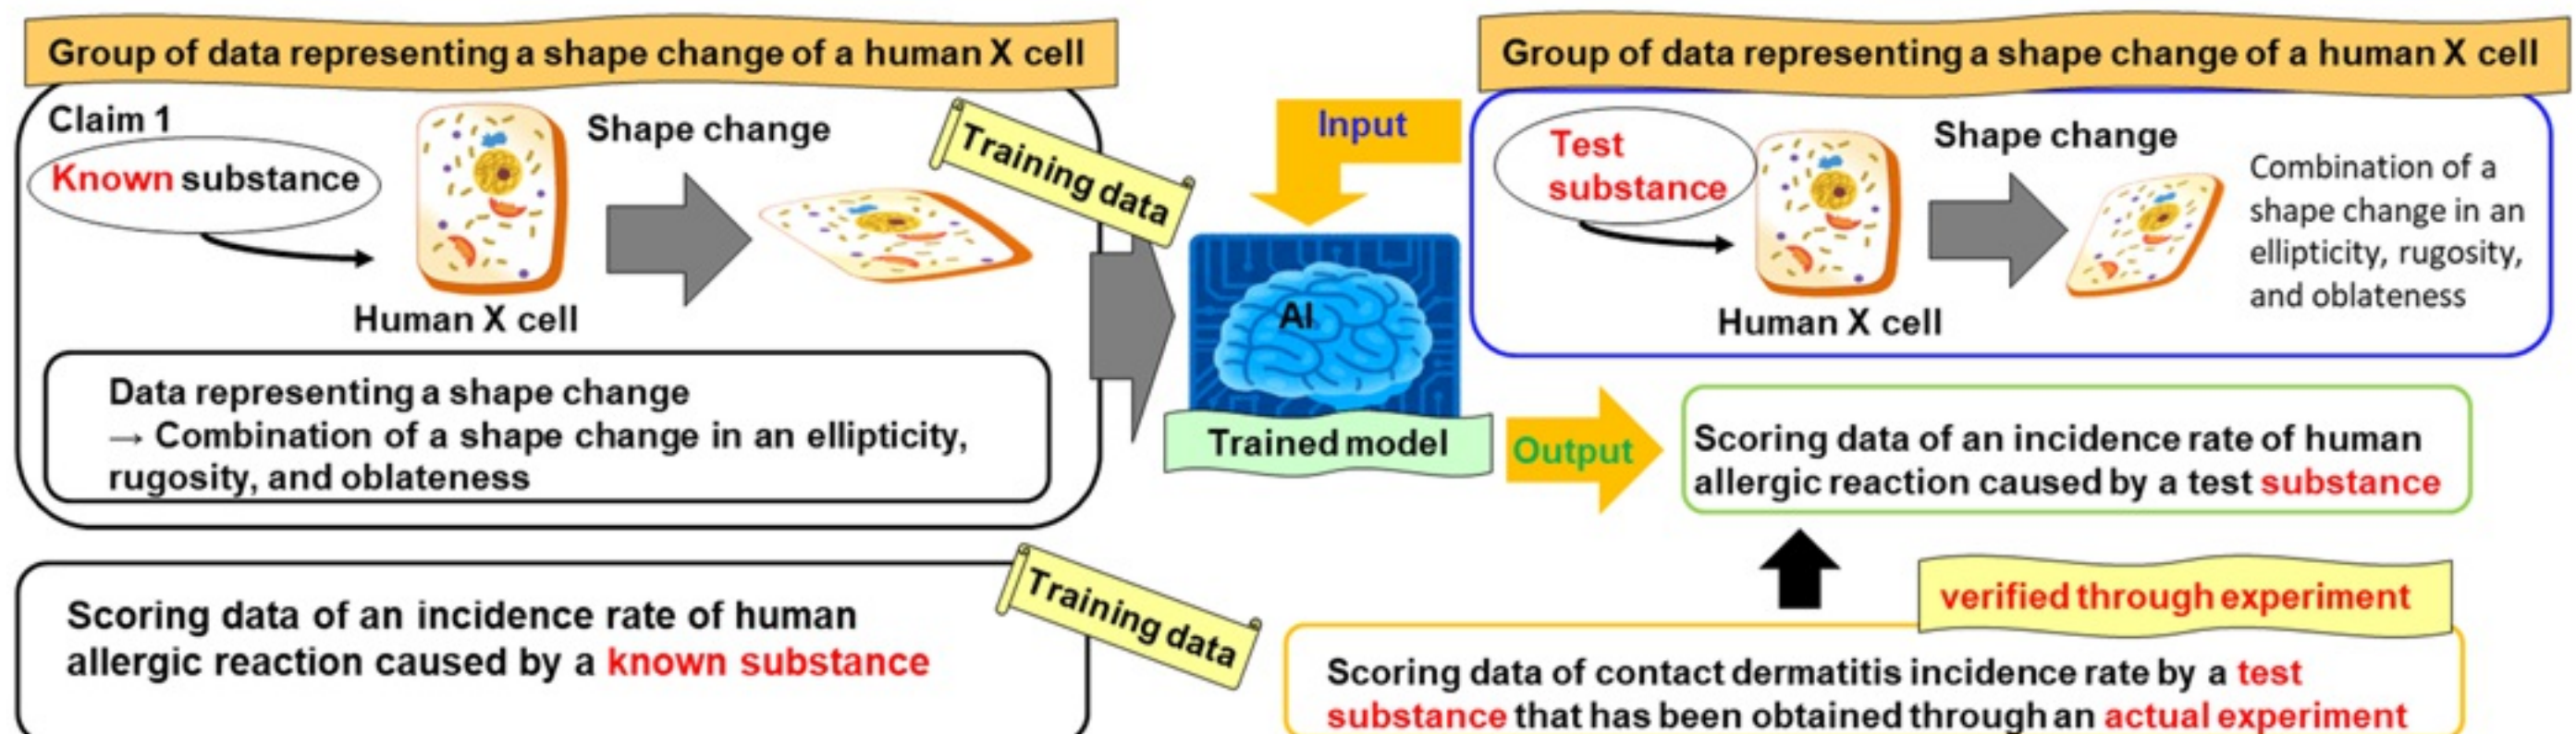 Group of data representing a shape change of a human X cell
Claim 1
Known substance
Shape change
Human X cell
Training data
Data representing a shape change
→ Combination of a shape change in an ellipticity,
rugosity, and oblateness
Scoring data of an incidence rate of human
allergic reaction caused by a known substance
Training data
Input
AI
Trained model
Output
Group of data representing a shape change of a human X cell
Test
substance
Shape change
Human X cell
Combination of a
shape change in an
ellipticity, rugosity,
and oblateness
Scoring data of an incidence rate of human
allergic reaction caused by a test substance
verified through experiment
Scoring data of contact dermatitis incidence rate by a test
substance that has been obtained through an actual experiment